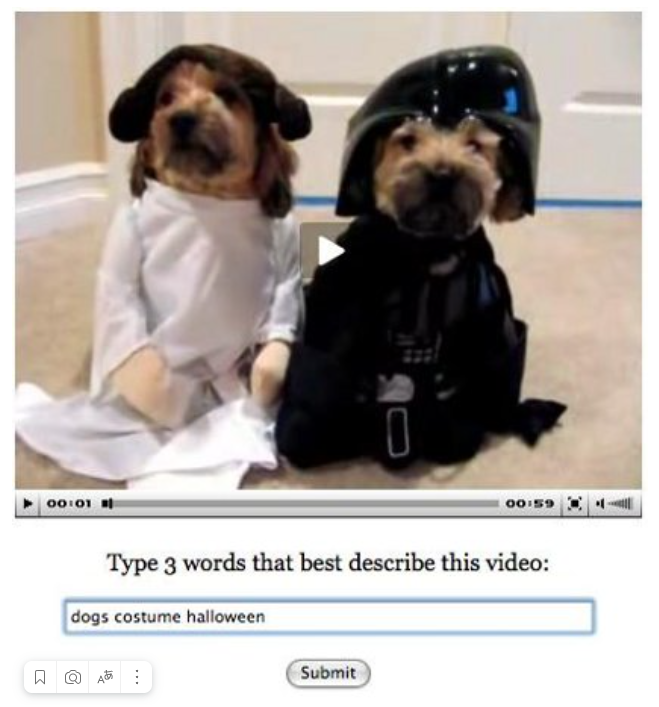 00:01 00:59
Type 3 words that best describe this video:
dogs costume halloween
Submit